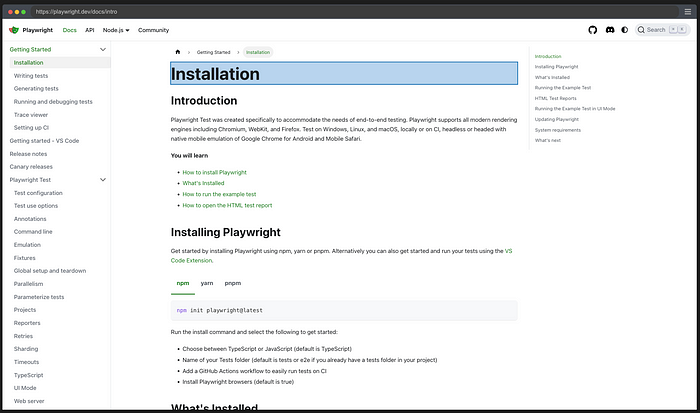 https://playwright.dev/docs/intro
Playwright Docs API Node.js Community Search
Getting Started
Installation
Writing tests
Generating tests
Running and debugging tests
Trace viewer
Setting up CI
Getting started - VS Code
Release notes
Canary releases
Playwright Test
Test configuration
Test use options
Annotations
Command line
Emulation
Fixtures
Global setup and teardown
Parallelism
Parameterize tests
Projects
Reporters
Retries
Sharding
Timeouts
TypeScript
UI Mode
Web server
Getting Started Installation
Installation
Introduction
Playwright Test was created specifically to accommodate the needs of end-to-end testing. Playwright supports all modern rendering
engines including Chromium, WebKit, and Firefox. Test on Windows, Linux, and macOS, locally or on CI, headless or headed with
native mobile emulation of Google Chrome for Android and Mobile Safari.
You will learn
• How to install Playwright
• What's Installed
• How to run the example test
• How to open the HTML test report
Installing Playwright
Get started by installing Playwright using npm, yarn or pnpm. Alternatively you can also get started and run your tests using the VS
Code Extension.
npm yarn pnpm
npm init playwright@latest
Run the install command and select the following to get started:
• Choose between TypeScript or JavaScript (default is TypeScript)
• Name of your Tests folder (default is tests or e2e if you already have a tests folder in your project)
• Add a GitHub Actions workflow to easily run tests on CI
• Install Playwright browsers (default is true)
What's Installed
Introduction
Installing Playwright
What's Installed
Running the Example Test
HTML Test Reports
Running the Example Test in UI Mode
Updating Playwright
System requirements
What's next